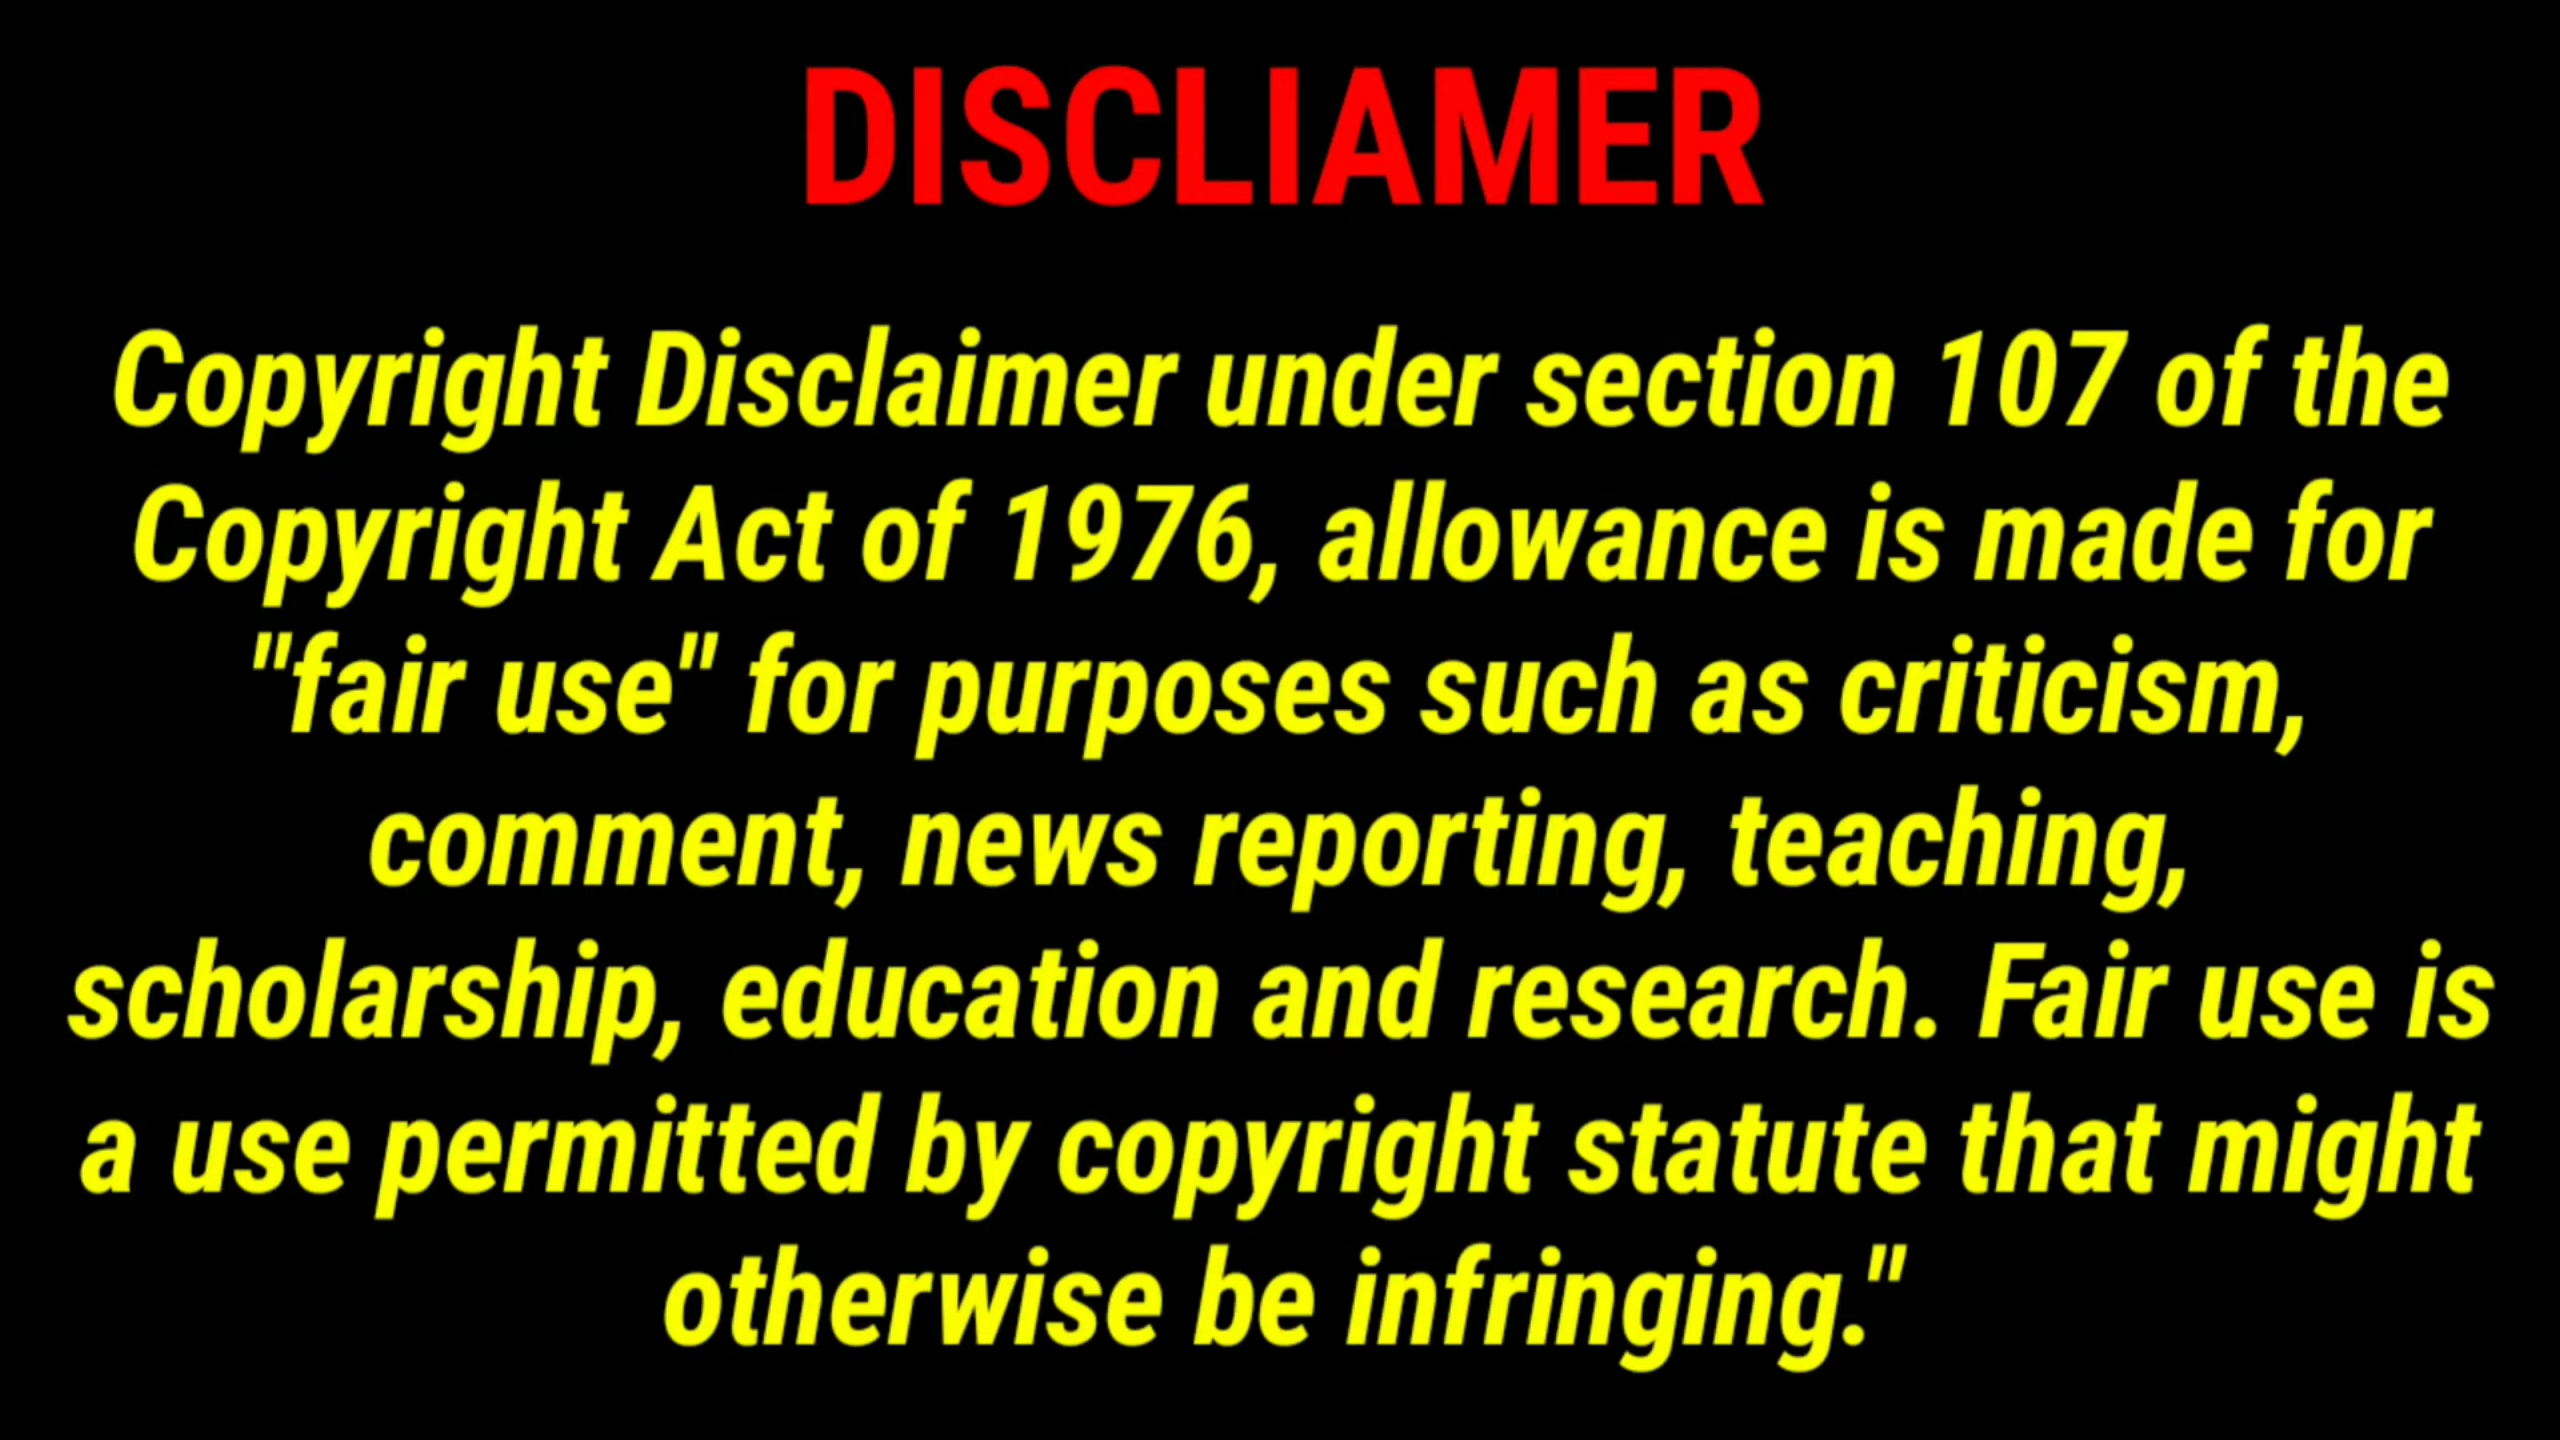 DISCLIAMER
Copyright Disclaimer under section 107 of the
Copyright Act of 1976, allowance is made for
"fair use" for purposes such as criticism,
comment, news reporting, teaching,
scholarship, education and research. Fair use is
a use permitted by copyright statute that might
otherwise be infringing."